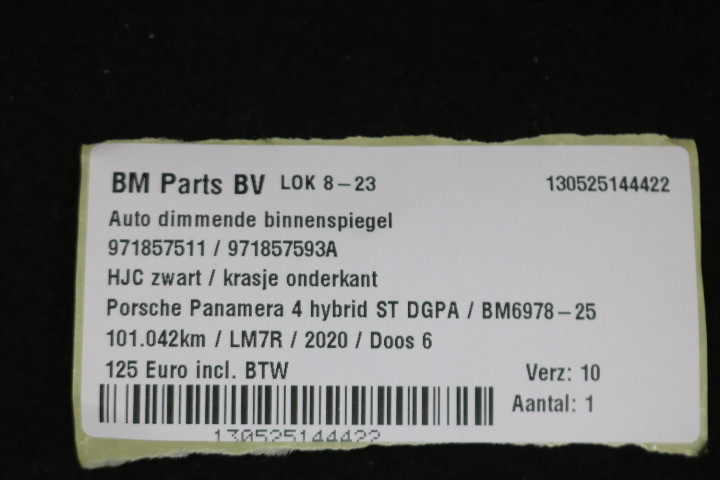 BM Parts BV LOK 8-23 130525144422
Auto dimmende binnenspiegel
971857511 / 971857593A
HJC zwart / krasje onderkant
Porsche Panamera 4 hybrid ST DGPA / BM6978-25
101.042km / LM7R / 2020 / Doos 6
125 Euro incl. BTW Verz: 10
Aantal: 1
130525144422